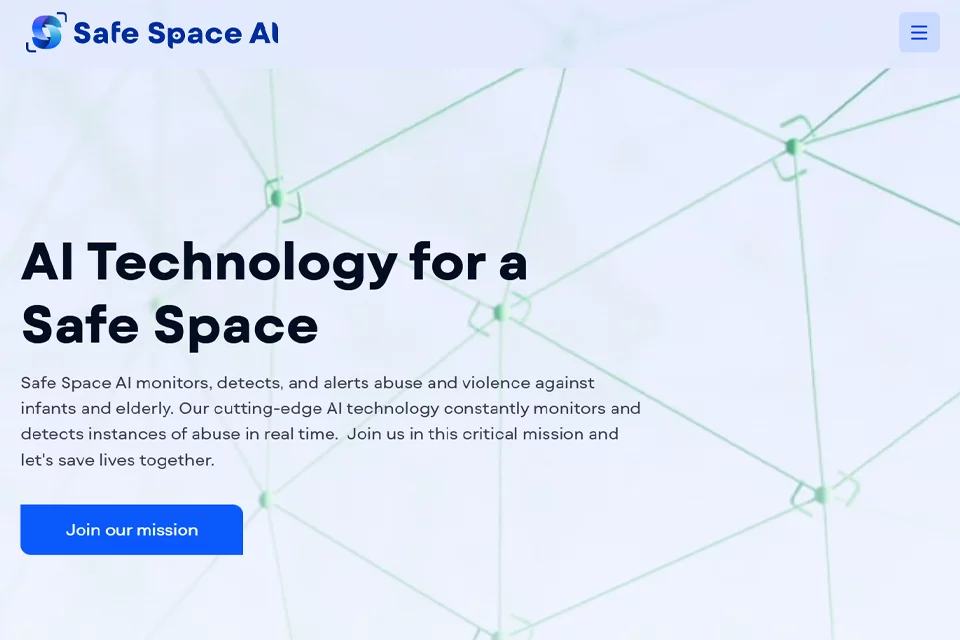 Safe Space AI
AI Technology for a
Safe Space
Safe Space AI monitors, detects, and alerts abuse and violence against
infants and elderly. Our cutting-edge AI technology constantly monitors and
detects instances of abuse in real time.  Join us in this critical mission and
let's save lives together.
Join our mission